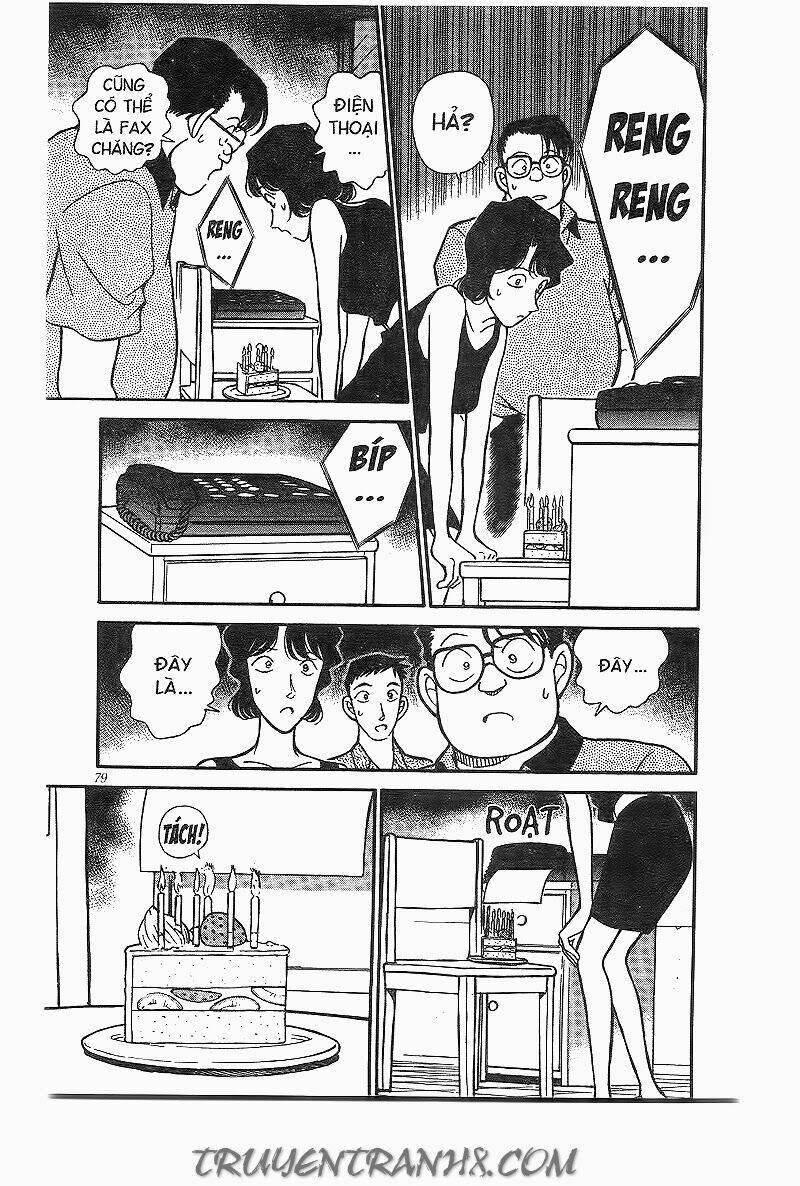 CŨNG
CÓ THỂ
LÀ FAX
CHĂNG?
ĐIỆN
THOẠI
...
RENG
...
HẢ?
RENG
RENG
...
BÍP
...
ĐÂY
LÀ...
ĐÂY...
79
TÁCH!
ROẠT
TRUYENTRANH8.COM